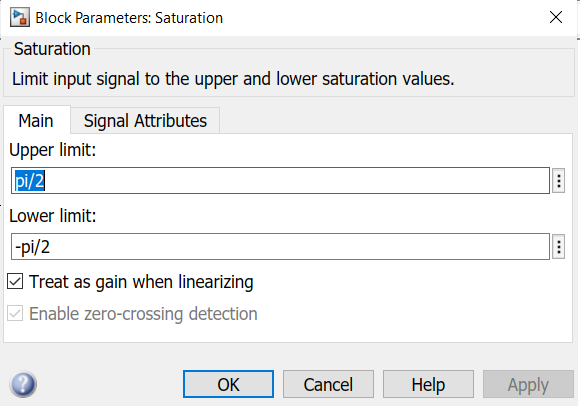 Block Parameters: Saturation
Saturation
Limit input signal to the upper and lower saturation values.
Main Signal Attributes
Upper limit:
pi/2
Lower limit:
-pi/2
Treat as gain when linearizing
Enable zero-crossing detection
OK Cancel Help Apply